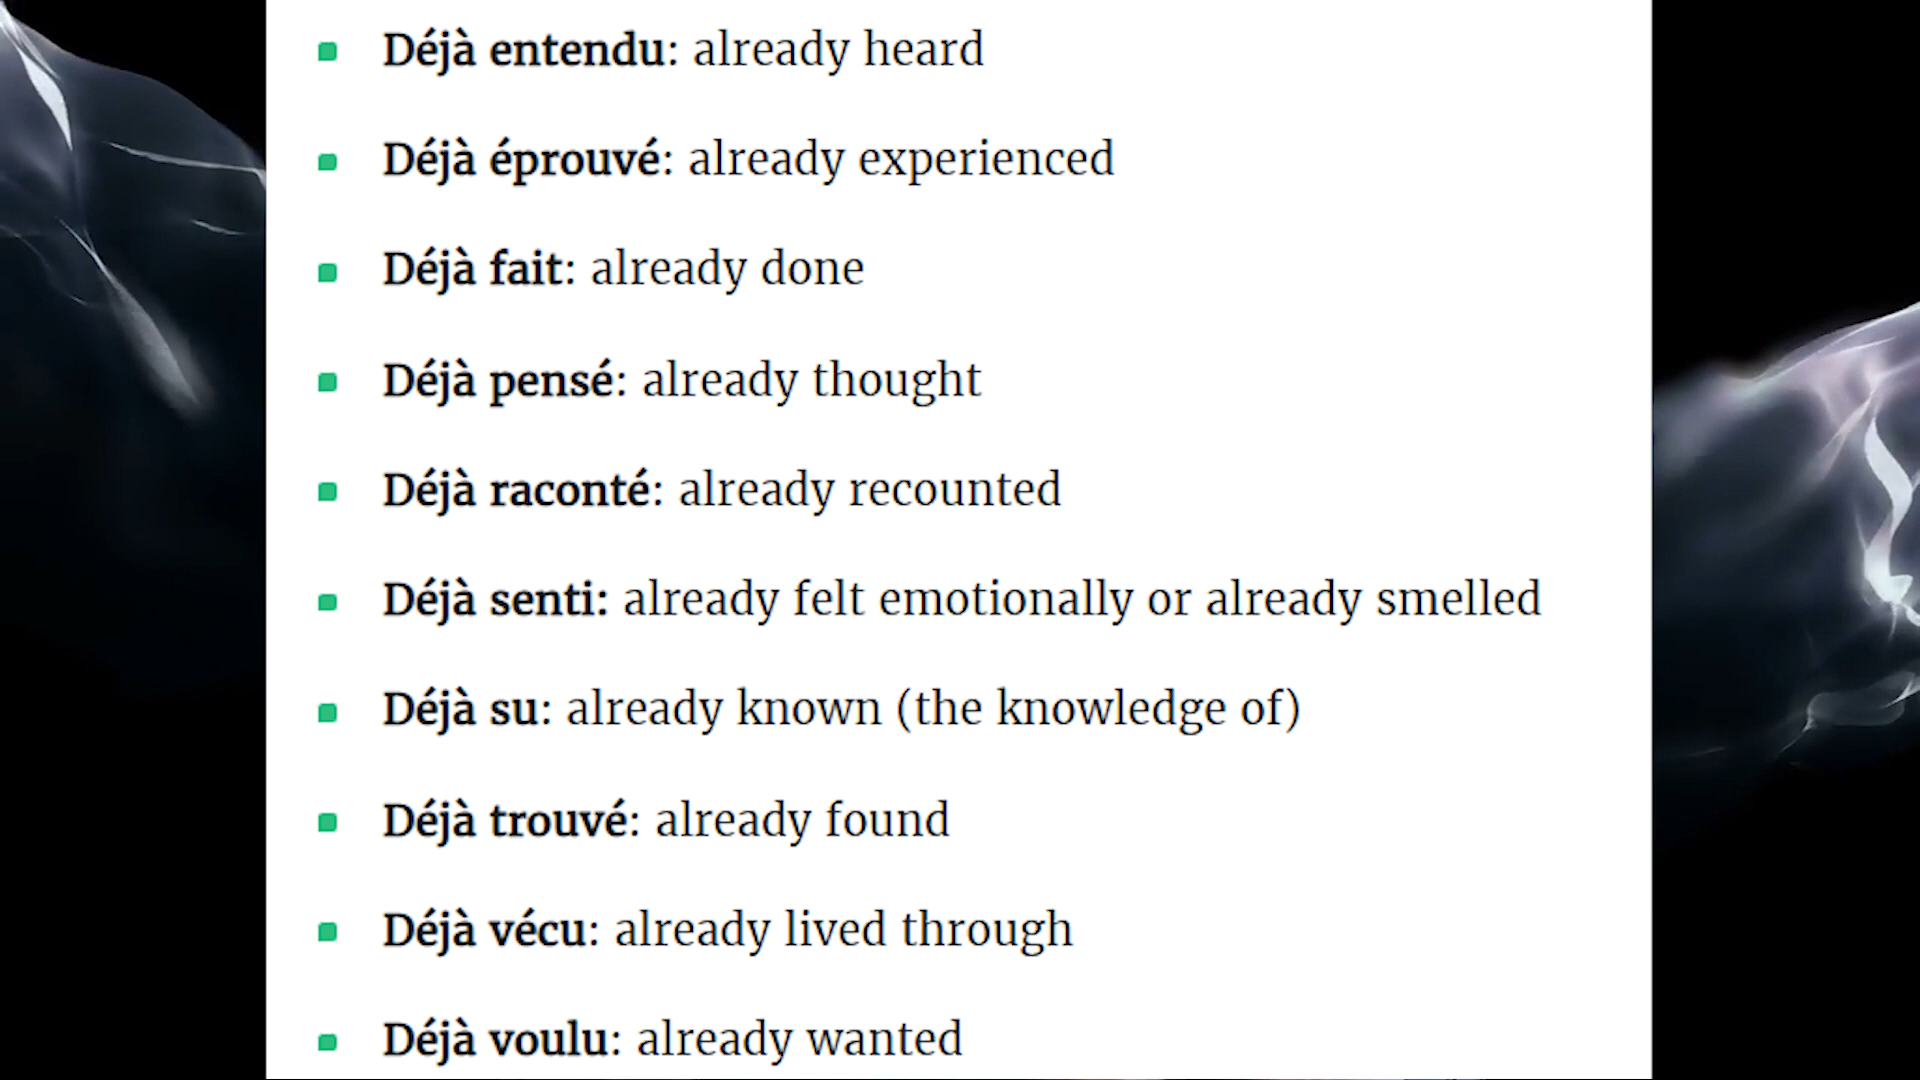 Déjà entendu: already heard
Déjà éprouvé: already experienced
Déjà fait: already done
Déjà pensé: already thought
Déjà raconté: already recounted
Déjà senti: already felt emotionally or already smelled
Déjà su: already known (the knowledge of)
Déjà trouvé: already found
Déjà vécu: already lived through
Déjà voulu: already wanted